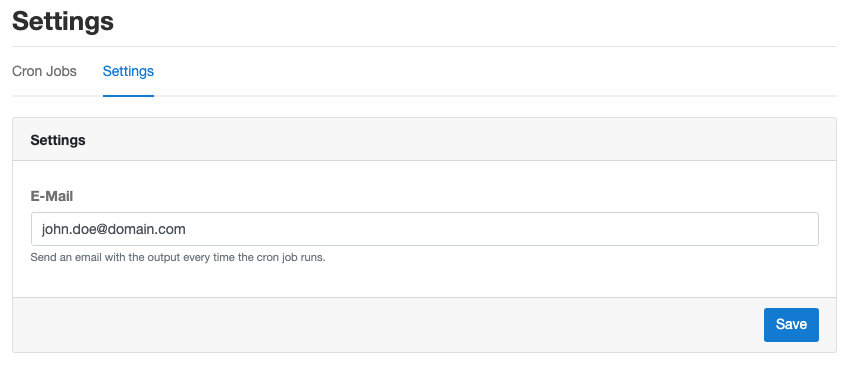 Settings
Cron Jobs Settings
Settings
E-Mail
john.doe@domain.com
Send an email with the output every time the cron job runs.
Save